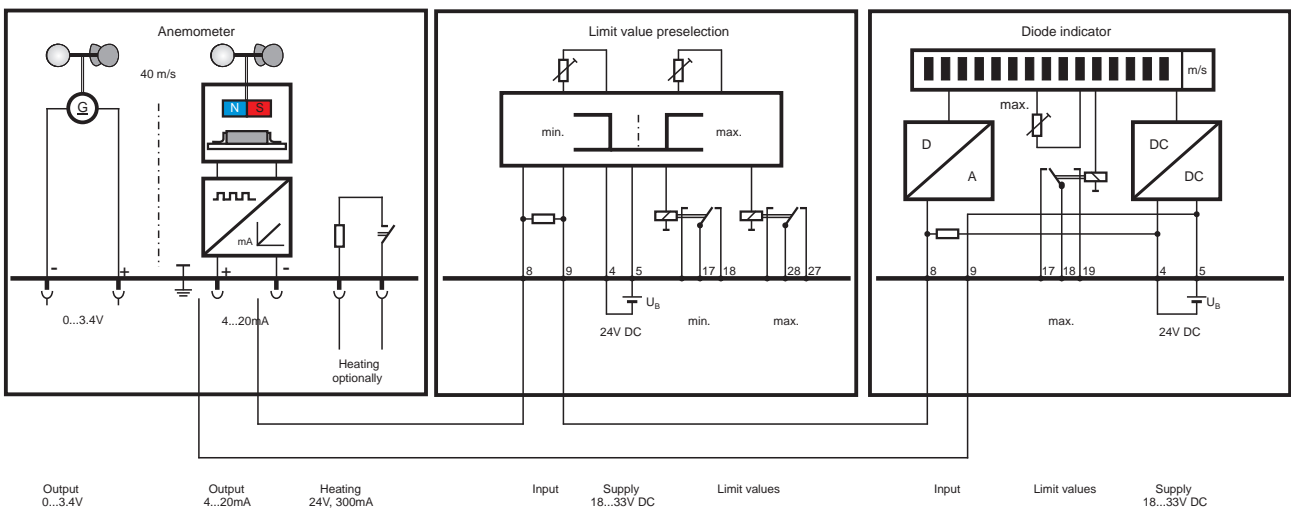 Anemometer
40 m/s
G
N S
mA
- +
+ -
0...3.4V
4...20mA
Heating
optionally
Limit value preselection
min.
max.
8 9 4 5 17 18 28 27
UB
24V DC
min.
max.
Diode indicator
m/s
max.
D
A
DC
DC
8 9 17 18 19 4 5
UB
max.
24V DC
Output
0...3.4V
Output
4...20mA
Heating
24V, 300mA
Input
Supply
18...33V DC
Limit values
Input
Limit values
Supply
18...33V DC